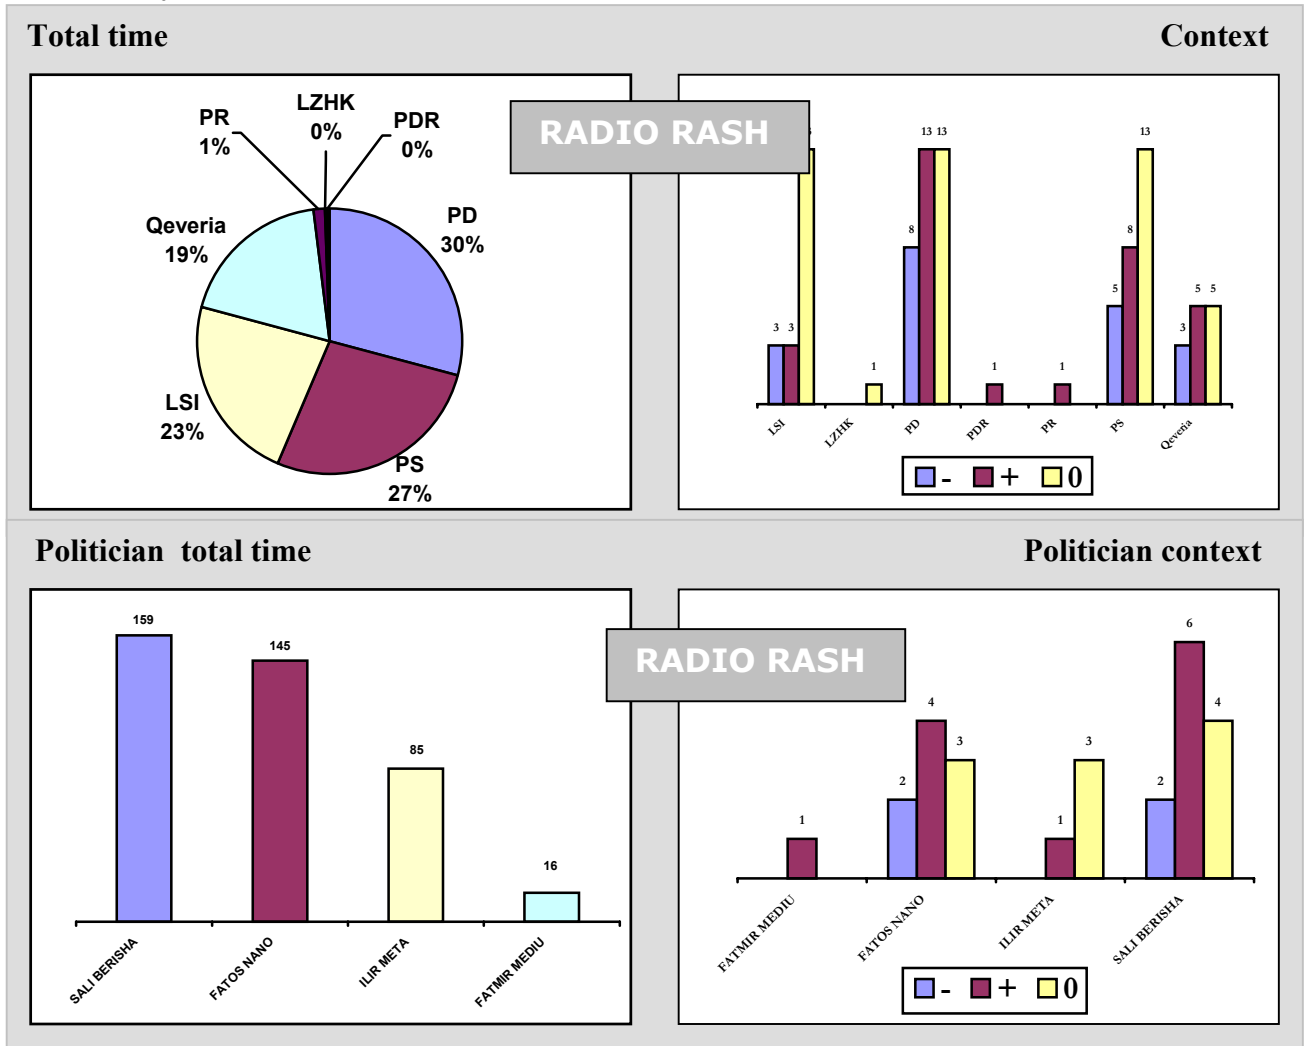 Total time
Context
RADIO RASH
LZHK
0%
PR
1%
PDR
0%
Qeveria
19%
PD
30%
LSI
23%
PS
27%
3 3
1
8 13 13
1
1
5 8 13
3 5 5
LSI LZHK PD PDR PR PS Qeveria
- + 0
Politician total time
Politician context
RADIO RASH
159
145
85
16
SALI BERISHA FATOS NANO ILIR META FATMIR MEDIU
1
2 4 3
1 3
2 6 4
FATMIR MEDIU FATOS NANO ILIR META SALI BERISHA
- + 0